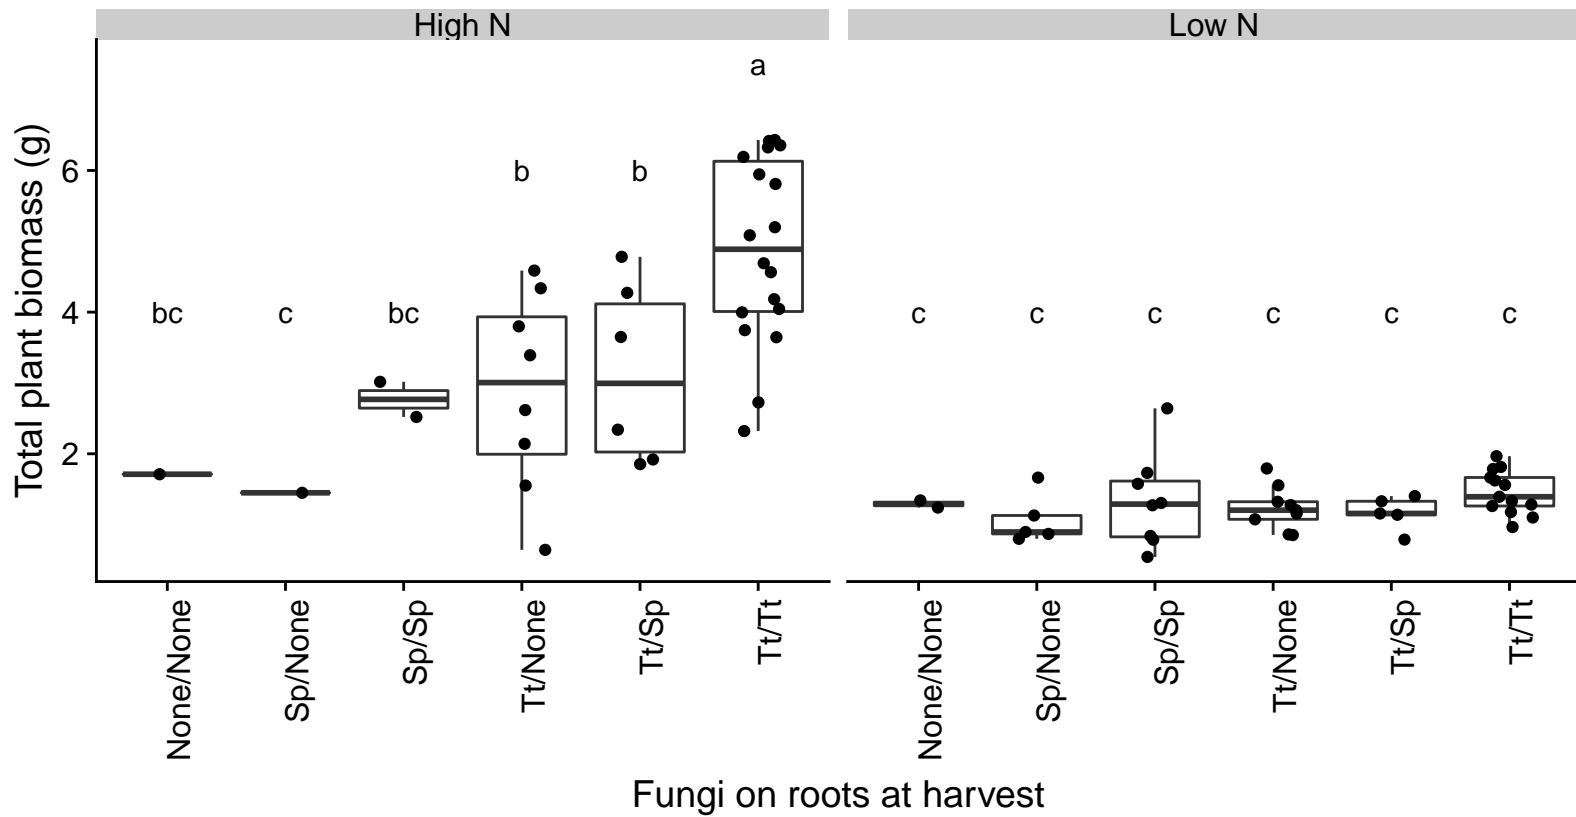 High N
Low N
Total plant biomass (g)
6
4
2
a
b b
bc c bc
c c c c c c
None/None
Sp/None
Sp/Sp
Tt/None
Tt/Sp
Tt/Tt
None/None
Sp/None
Sp/Sp
Tt/None
Tt/Sp
Tt/Tt
Fungi on roots at harvest